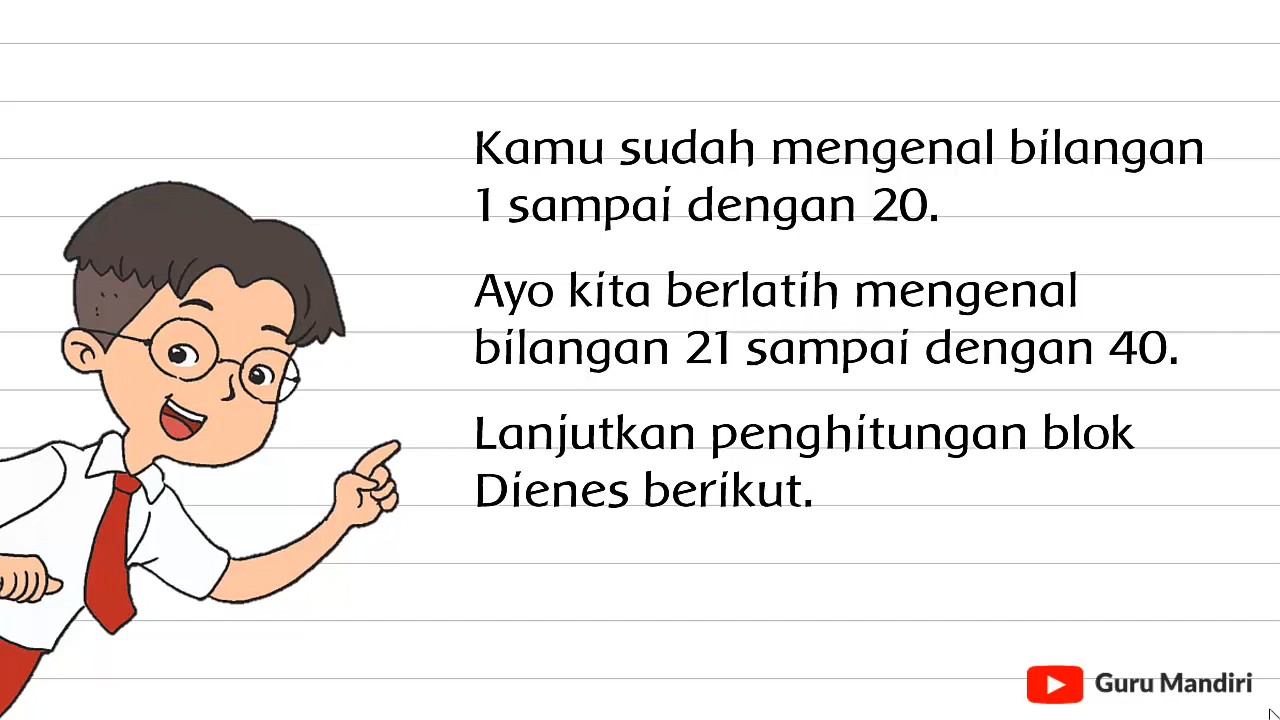 Kamu sudah mengenal bilangan
1 sampai dengan 20.
Ayo kita berlatih mengenal
bilangan 21 sampai dengan 40.
Lanjutkan penghitungan blok
Dienes berikut.
Guru Mandiri